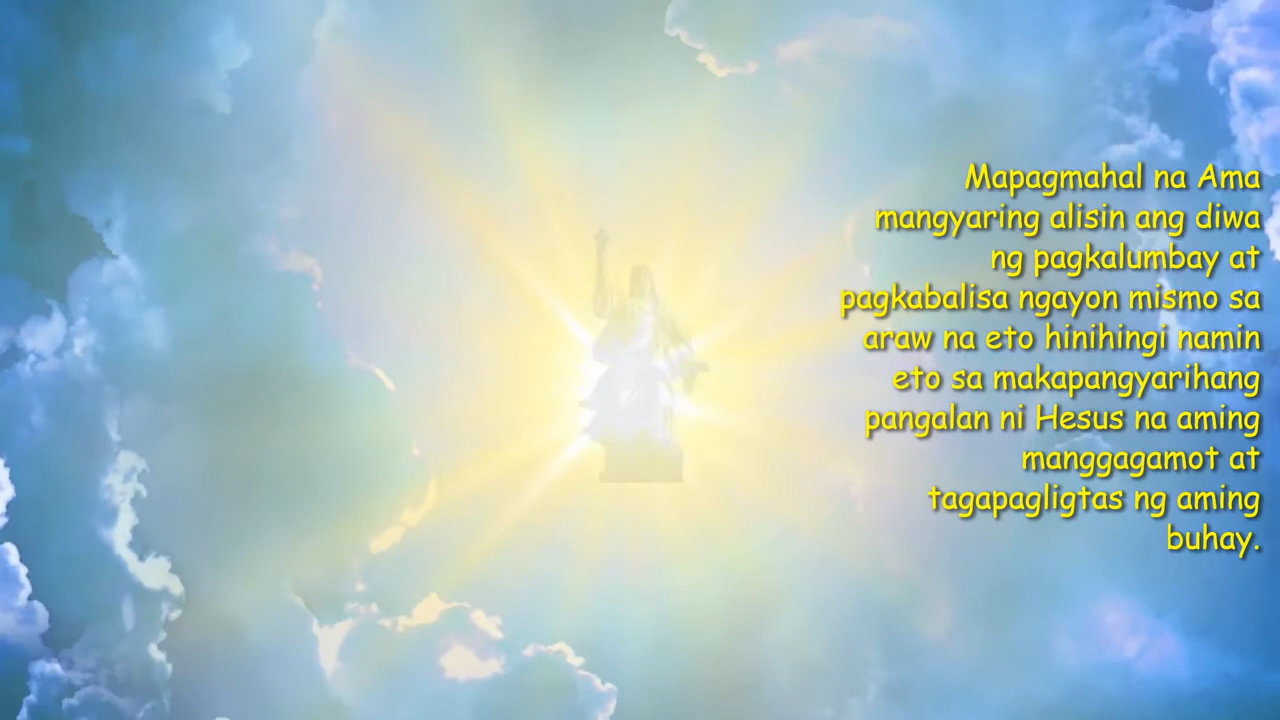 Mapagmahal na Ama
mangyaring alisin ang diwa
ng pagkalumbay at
pagkabalisa ngayon mismo sa
araw na eto hinihingi namin
eto sa makapangyarihang
pangalan ni Hesus na aming
manggagamot at
tagapagligtas ng aming
buhay.